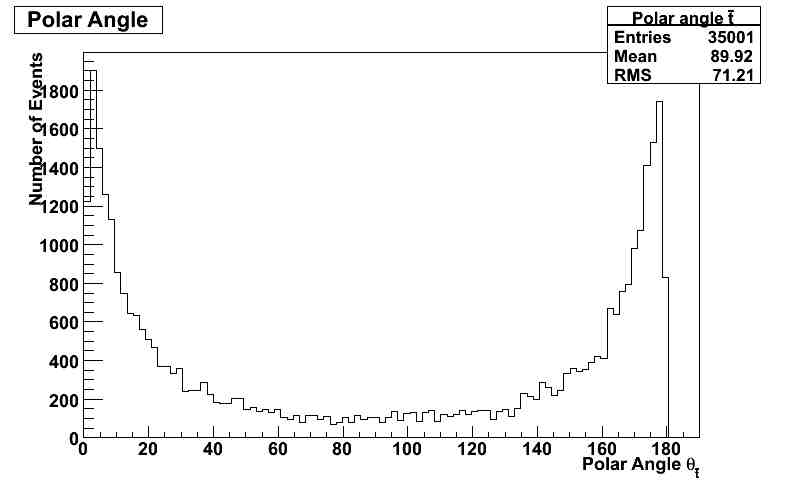 Polar Angle
Polar angle t̄
Entries 35001
Mean 89.92
RMS 71.21
Number of Events
1800
1600
1400
1200
1000
800
600
400
200
0
0 20 40 60 80 100 120 140 160 180
Polar Angle θt̄